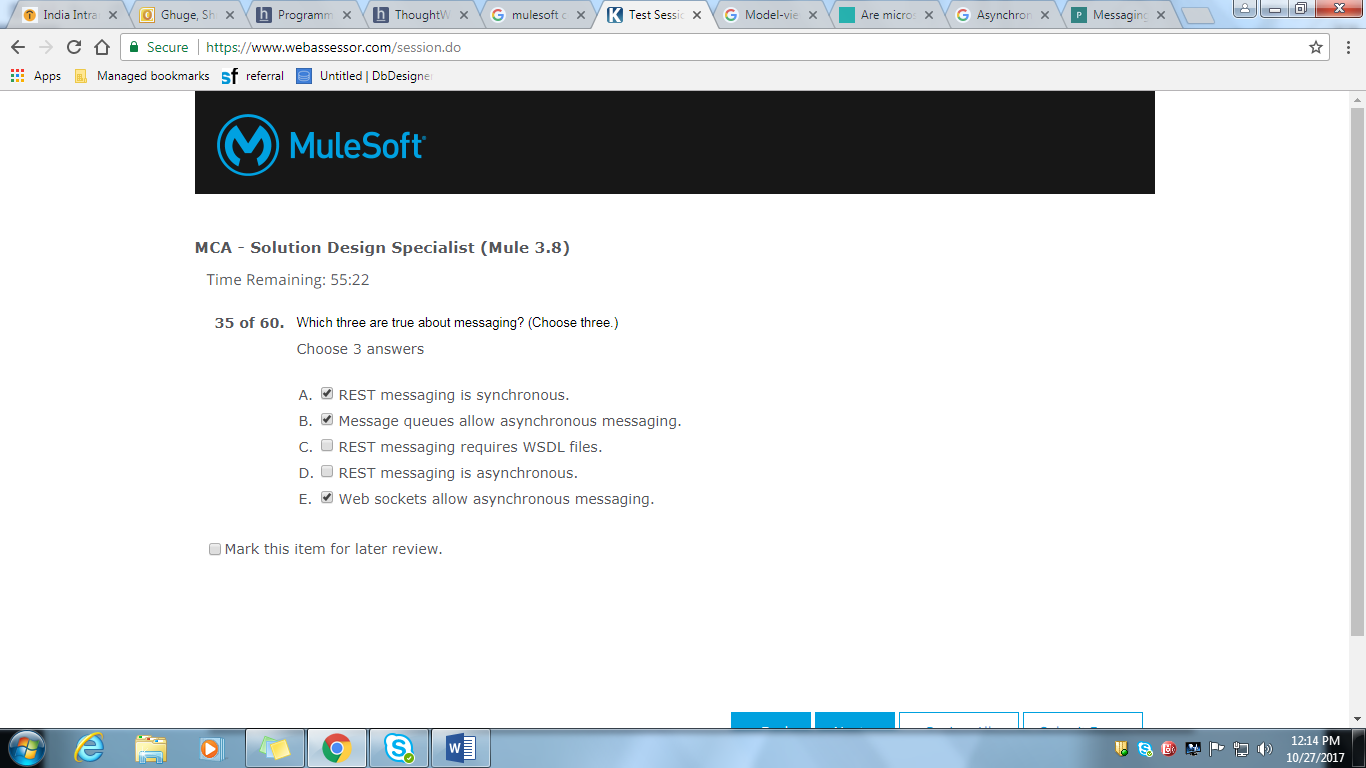 India Intra
Ghuge, Sh
Programm
ThoughtW
mulesoft c
Test Sessi
Model-vie
Are micros
Asynchron
Messaging
Secure https://www.webassessor.com/session.do
Apps Managed bookmarks sf referral Untitled | DbDesigner
MuleSoft
MCA - Solution Design Specialist (Mule 3.8)
Time Remaining: 55:22
35 of 60. Which three are true about messaging? (Choose three.)
Choose 3 answers
A. REST messaging is synchronous.
B. Message queues allow asynchronous messaging.
C. REST messaging requires WSDL files.
D. REST messaging is asynchronous.
E. Web sockets allow asynchronous messaging.
Mark this item for later review.
12:14 PM
10/27/2017